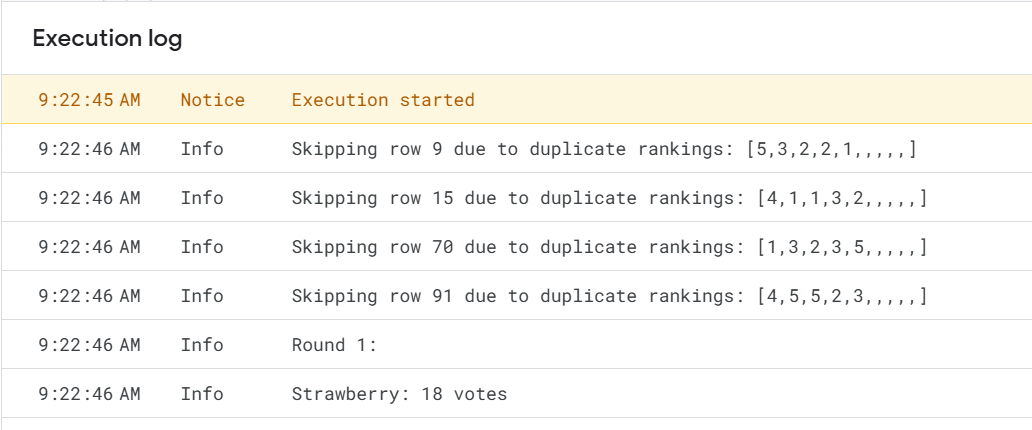 Execution log
9:22:45 AM Notice Execution started
9:22:46 AM Info Skipping row 9 due to duplicate rankings: [5,3,2,2,1,,,,,]
9:22:46 AM Info Skipping row 15 due to duplicate rankings: [4,1,1,3,2,,,,,]
9:22:46 AM Info Skipping row 70 due to duplicate rankings: [1,3,2,3,5,,,,,]
9:22:46 AM Info Skipping row 91 due to duplicate rankings: [4,5,5,2,3,,,,,]
9:22:46 AM Info Round 1:
9:22:46 AM Info Strawberry: 18 votes